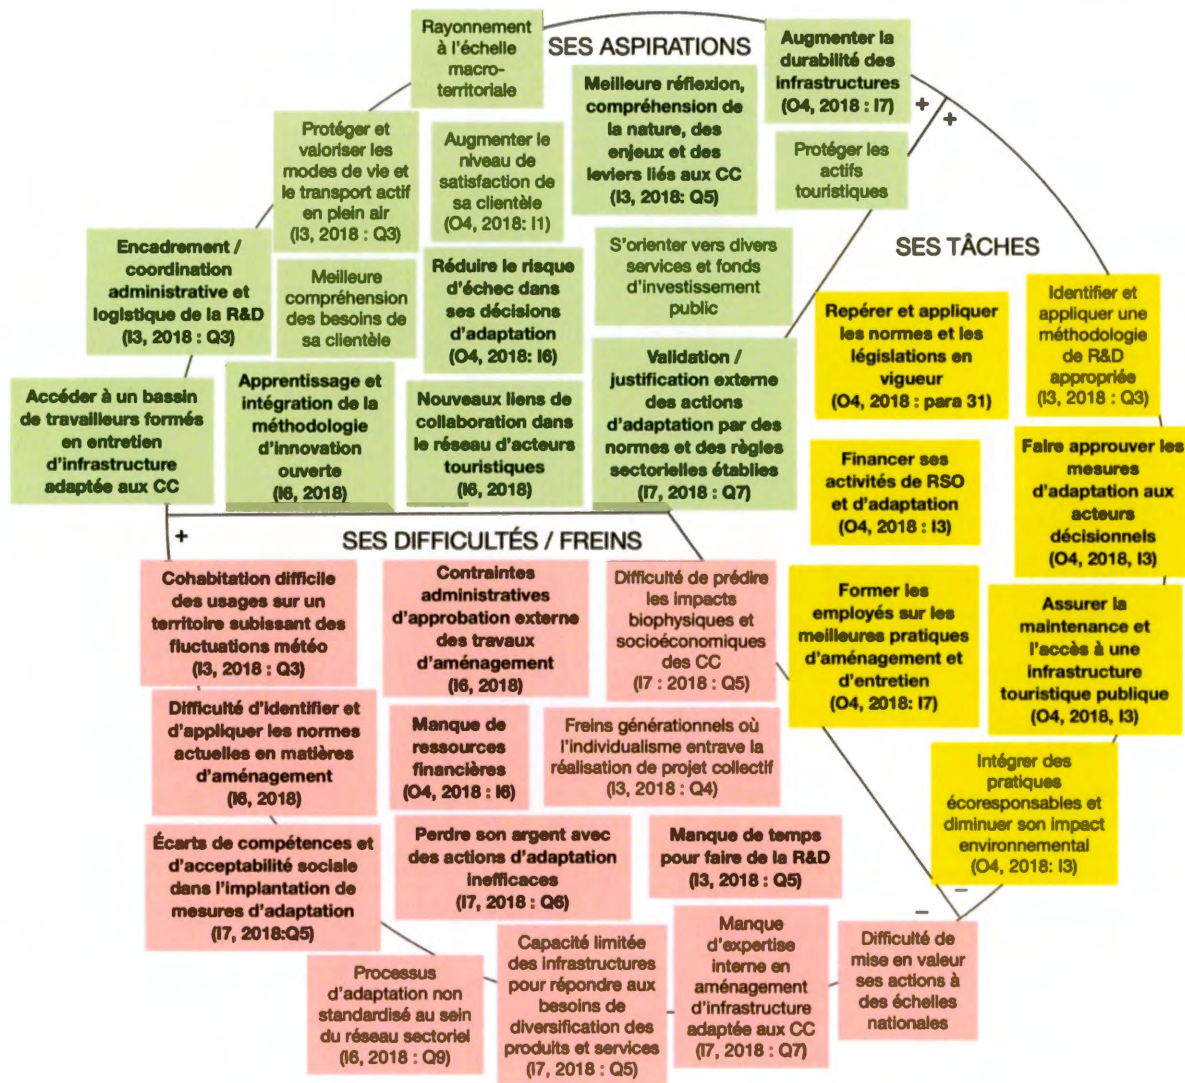 SES ASPIRATIONS
Rayonnement
à l'échelle
macro-
territoriale
Augmenter la
durabilité des
infrastructures
(O4, 2018 : I7)
+
+
Meilleure réflexion,
compréhension de
la nature, des
enjeux et des
leviers liés aux CC
(I3, 2018: Q5)
Protéger et
valoriser les
modes de vie et
le transport actif
en plein air
(I3, 2018 : Q3)
Augmenter le
niveau de
satisfaction de
sa clientèle
(O4, 2018: I1)
Protéger les
actifs
touristiques
Encadrement /
coordination
administrative et
logistique de la R&D
(I3, 2018 : Q3)
Meilleure
compréhension
des besoins de
sa clientèle
Réduire le risque
d'échec dans
ses décisions
d'adaptation
(O4, 2018: I6)
S'orienter vers divers
services et fonds
d'investissement
public
Accéder à un bassin
de travailleurs formés
en entretien
d'infrastructure
adaptée aux CC
Apprentissage et
intégration de la
méthodologie
d'innovation
ouverte
(I6, 2018)
Nouveaux liens de
collaboration dans
le réseau d'acteurs
touristiques
(I6, 2018)
Validation /
justification externe
des actions
d'adaptation par des
normes et des règles
sectorielles établies
(I7, 2018 : Q7)
SES TÂCHES
Repérer et appliquer
les normes et les
législations en
vigueur
(O4, 2018 : para 31)
Identifier et
appliquer une
méthodologie
de R&D
appropriée
(I3, 2018 : Q3)
Financer ses
activités de RSO
et d'adaptation
(O4, 2018 : I3)
Faire approuver les
mesures
d'adaptation aux
acteurs
décisionnels
(O4, 2018, I3)
Former les
employés sur les
meilleures pratiques
d'aménagement et
d'entretien
(O4, 2018: I7)
Assurer la
maintenance et
l'accès à une
infrastructure
touristique publique
(O4, 2018, I3)
Intégrer des
pratiques
écoresponsables et
diminuer son impact
environnemental
(O4, 2018: I3)
–
–
+
SES DIFFICULTÉS / FREINS
Cohabitation difficile
des usages sur un
territoire subissant des
fluctuations météo
(I3, 2018 : Q3)
Contraintes
administratives
d'approbation externe
des travaux
d'aménagement
(I6, 2018)
Difficulté de prédire
les impacts
biophysiques et
socioéconomiques
des CC
(I7 : 2018 : Q5)
Difficulté d'identifier et
d'appliquer les normes
actuelles en matières
d'aménagement
(I6, 2018)
Manque de
ressources
financières
(O4, 2018 : I6)
Freins générationnels où
l'individualisme entrave la
réalisation de projet collectif
(I3, 2018 : Q4)
Écarts de compétences et
d'acceptabilité sociale
dans l'implantation de
mesures d'adaptation
(I7, 2018:Q5)
Perdre son argent avec
des actions d'adaptation
inefficaces
(I7, 2018 : Q6)
Manque de temps
pour faire de la R&D
(I3, 2018 : Q5)
Processus
d'adaptation non
standardisé au sein
du réseau sectoriel
(I6, 2018 : Q9)
Capacité limitée
des infrastructures
pour répondre aux
besoins de
diversification des
produits et services
(I7, 2018 : Q5)
Manque
d'expertise
interne en
aménagement
d'infrastructure
adaptée aux CC
(I7, 2018 : Q7)
Difficulté de
mise en valeur
ses actions à
des échelles
nationales